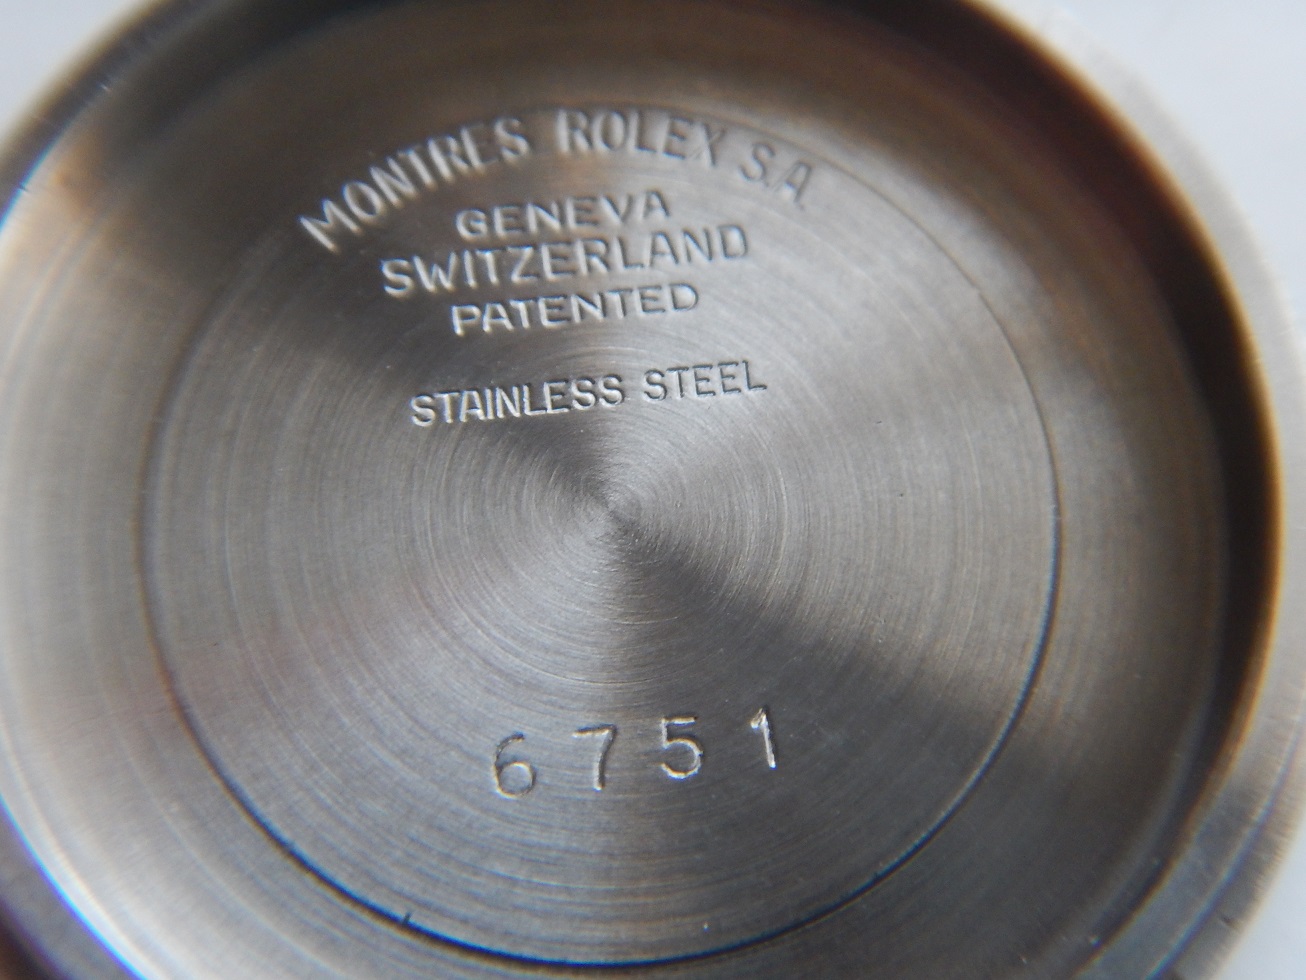 MONTRES ROLEX S.A.
GENEVA
SWITZERLAND
PATENTED
STAINLESS STEEL
6751